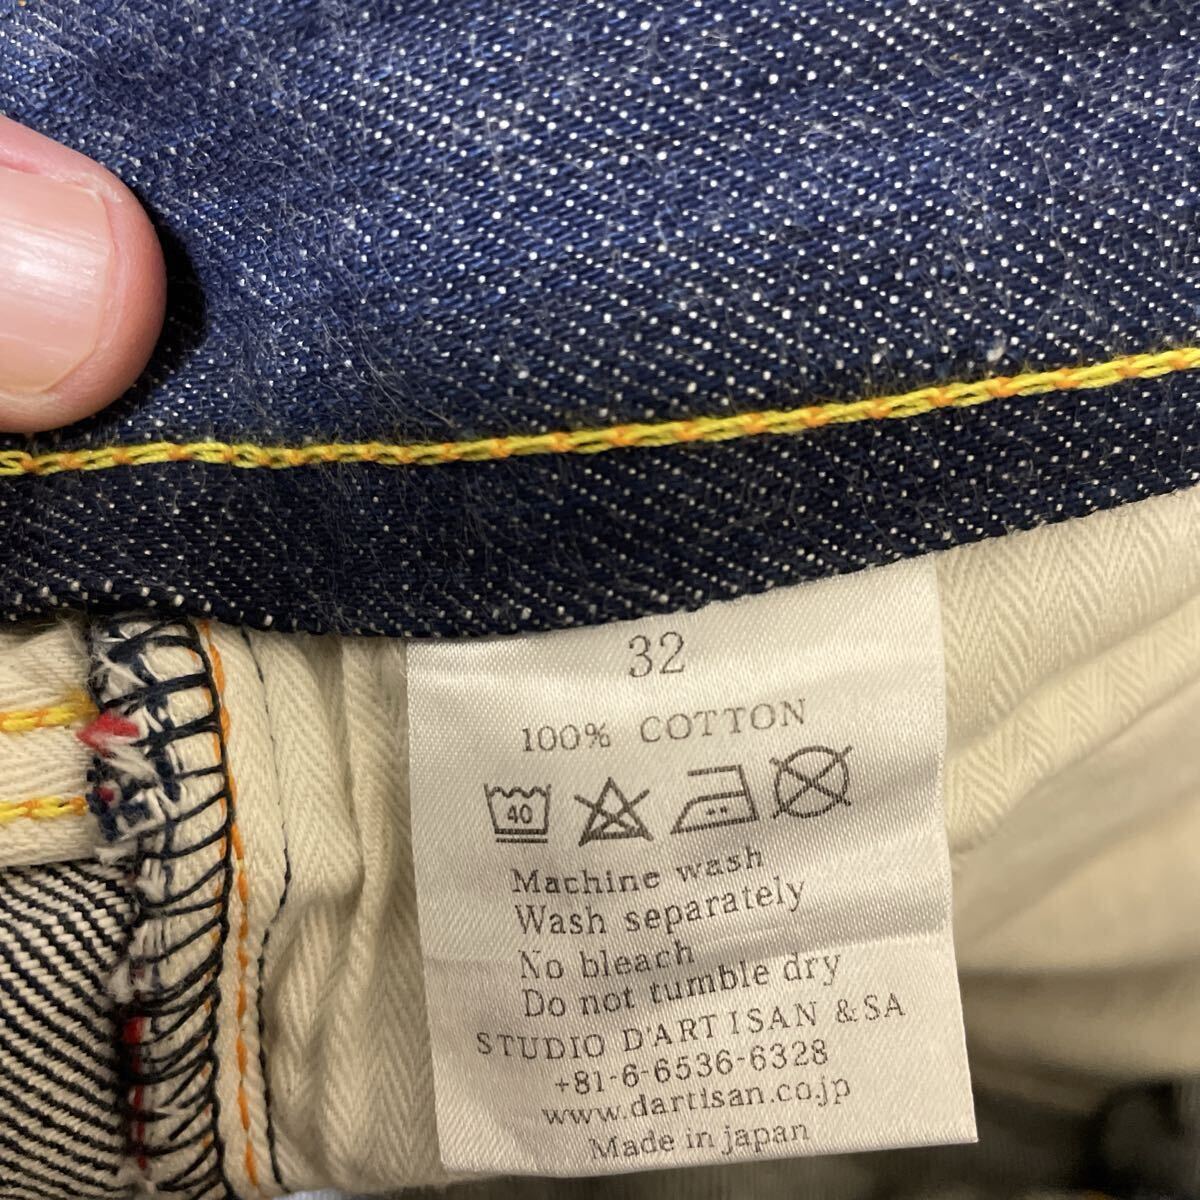 32
100% COTTON
40
Machine wash
Wash separately
No bleach
Do not tumble dry
STUDIO D'ARTISAN & SA
+81-6-6536-6328
www.dartisan.co.jp
Made in japan